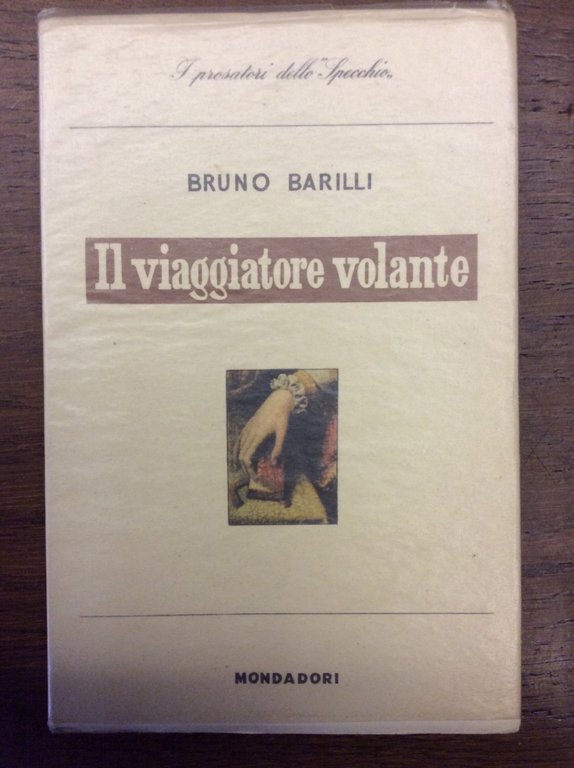 I prosatori dello "Specchio„
BRUNO BARILLI
Il viaggiatore volante
MONDADORI